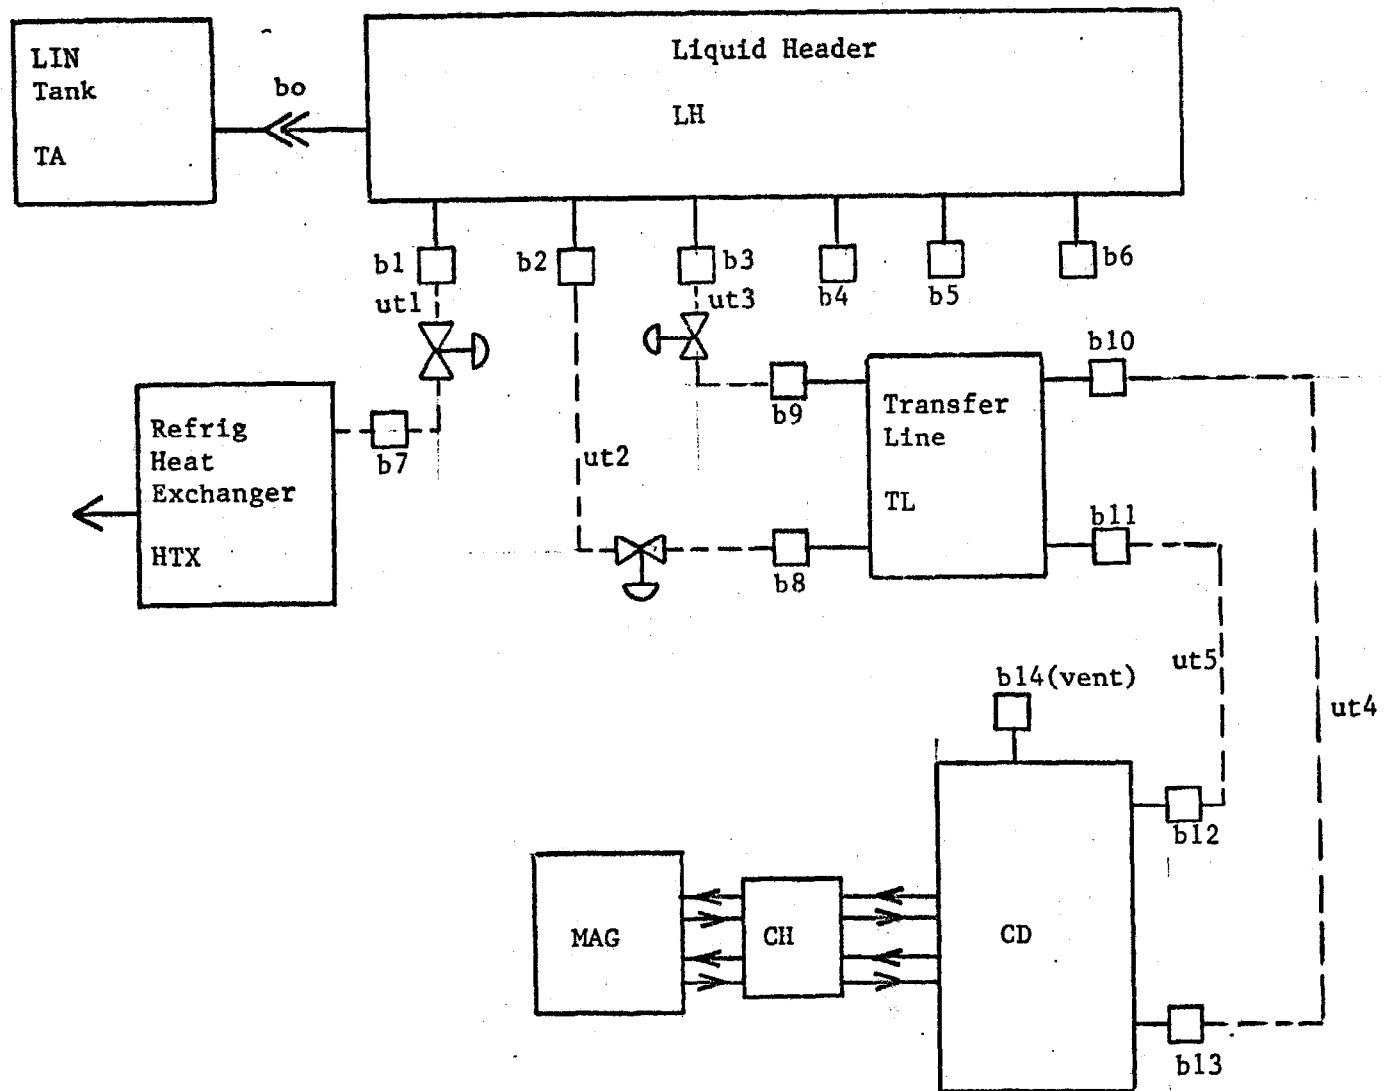 LIN
Tank
TA
bo
Liquid Header
LH
b1
b2
b3
b4
b5
b6
ut1
ut3
b10
b9
Transfer
Line
TL
Refrig
Heat
Exchanger
HTX
b7
ut2
b8
b11
ut5
ut4
b14(vent)
b12
MAG
CH
CD
b13